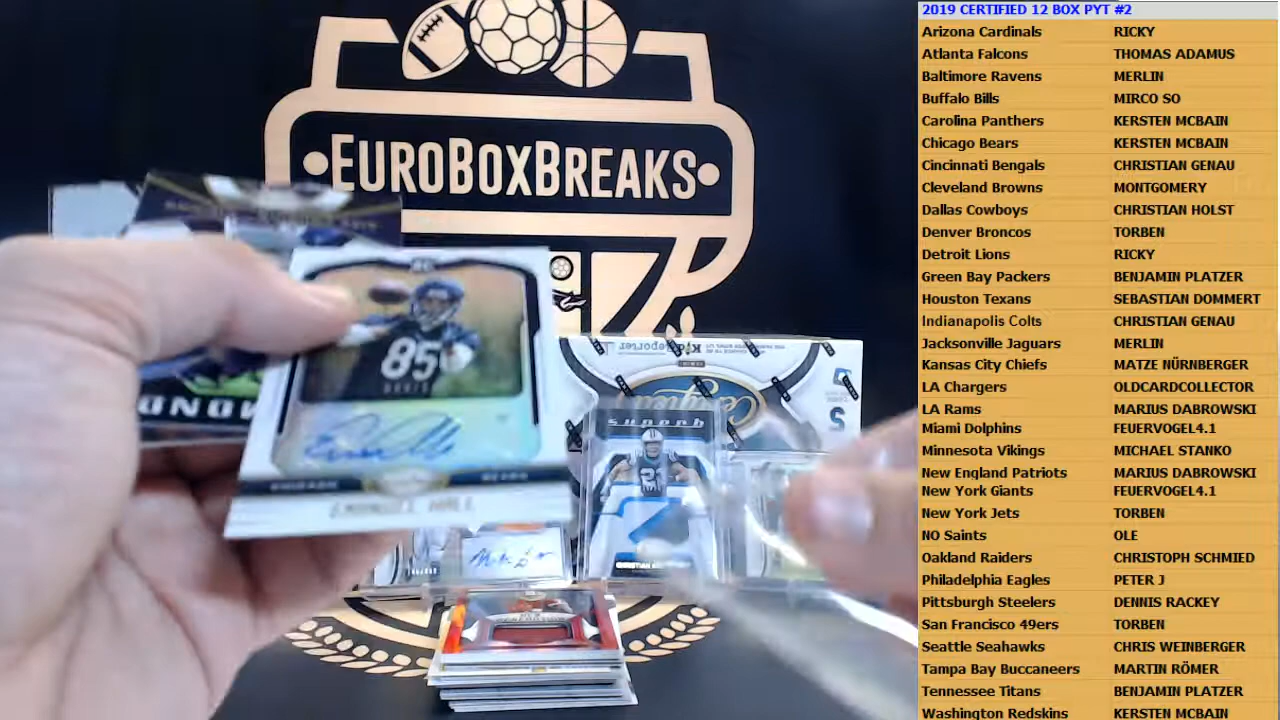 EUROBOXBREAKS
85
CHICAGO
BEARS
EMANUEL HALL
Certified
superb
2019 CERTIFIED 12 BOX PYT #2
Arizona Cardinals RICKY
Atlanta Falcons THOMAS ADAMUS
Baltimore Ravens MERLIN
Buffalo Bills MIRCO SO
Carolina Panthers KERSTEN MCBAIN
Chicago Bears KERSTEN MCBAIN
Cincinnati Bengals CHRISTIAN GENAU
Cleveland Browns MONTGOMERY
Dallas Cowboys CHRISTIAN HOLST
Denver Broncos TORBEN
Detroit Lions RICKY
Green Bay Packers BENJAMIN PLATZER
Houston Texans SEBASTIAN DOMMERT
Indianapolis Colts CHRISTIAN GENAU
Jacksonville Jaguars MERLIN
Kansas City Chiefs MATZE NÜRNBERGER
LA Chargers OLDCARDCOLLECTOR
LA Rams MARIUS DABROWSKI
Miami Dolphins FEUERVOGEL4.1
Minnesota Vikings MICHAEL STANKO
New England Patriots MARIUS DABROWSKI
New York Giants FEUERVOGEL4.1
New York Jets TORBEN
NO Saints OLE
Oakland Raiders CHRISTOPH SCHMIED
Philadelphia Eagles PETER J
Pittsburgh Steelers DENNIS RACKEY
San Francisco 49ers TORBEN
Seattle Seahawks CHRIS WEINBERGER
Tampa Bay Buccaneers MARTIN RÖMER
Tennessee Titans BENJAMIN PLATZER
Washington Redskins KERSTEN MCBAIN